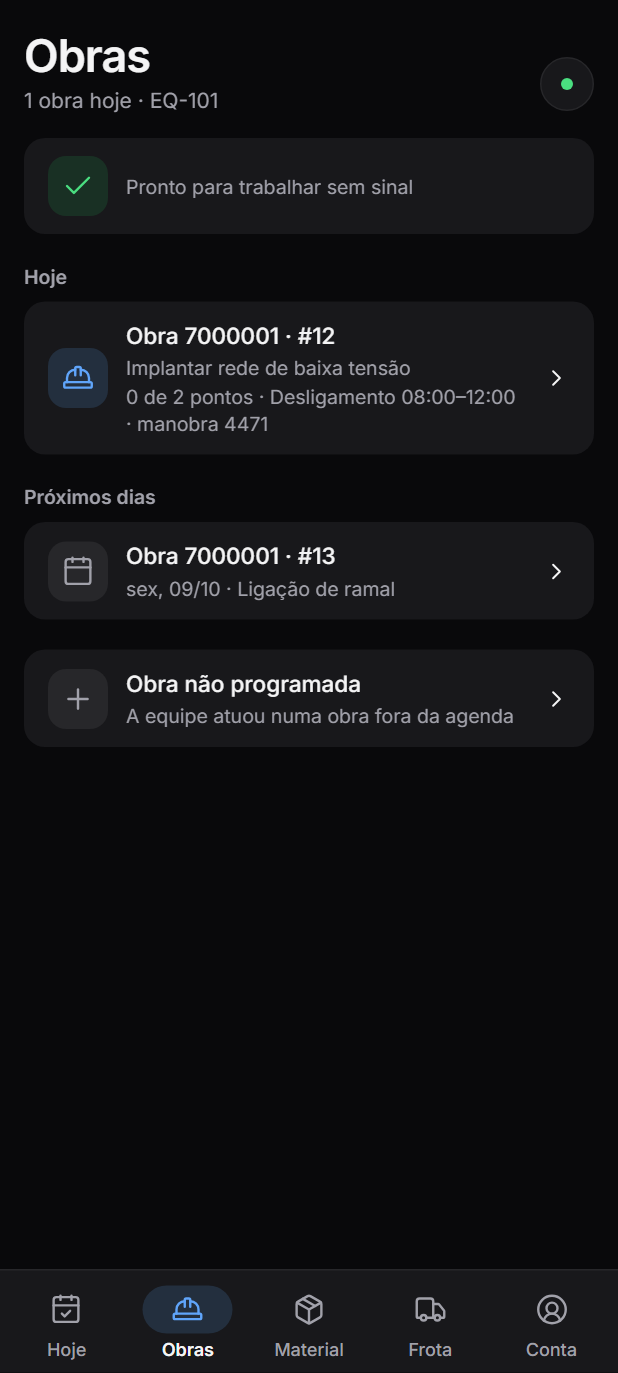 Obras
1 obra hoje · EQ-101
Pronto para trabalhar sem sinal
Hoje
Obra 7000001 · #12
Implantar rede de baixa tensão
0 de 2 pontos · Desligamento 08:00–12:00
· manobra 4471
Próximos dias
Obra 7000001 · #13
sex, 09/10 · Ligação de ramal
Obra não programada
A equipe atuou numa obra fora da agenda
Hoje
Obras
Material
Frota
Conta